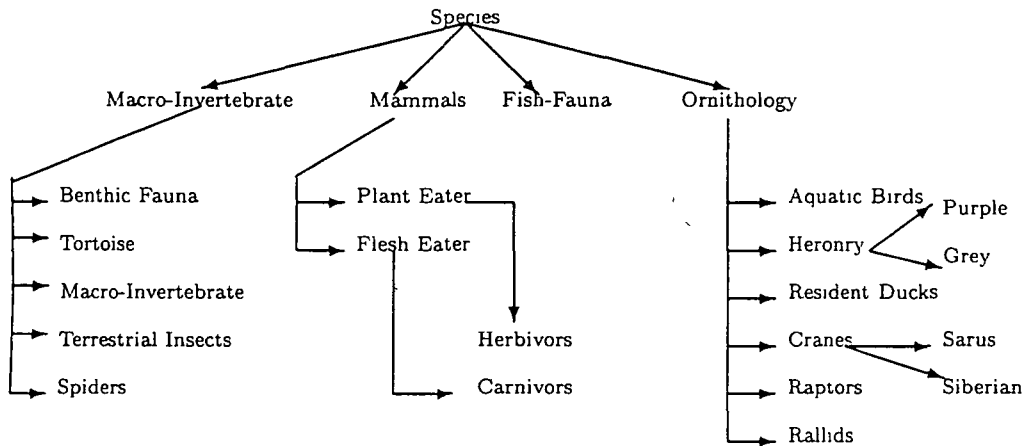 Species
Macro-Invertebrate Mammals Fish-Fauna Ornithology
Benthic Fauna
Tortoise
Macro-Invertebrate
Terrestrial Insects
Spiders
Plant Eater
Flesh Eater
Herbivors
Carnivors
Aquatic Birds
Heronry
Resident Ducks
Cranes
Raptors
Rallids
Purple
Grey
Sarus
Siberian